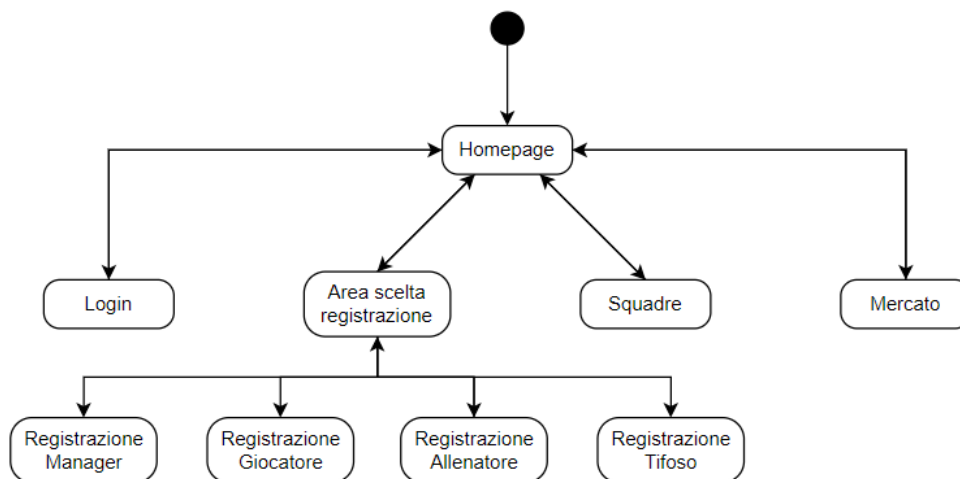 Homepage
Login
Area scelta
registrazione
Squadre
Mercato
Registrazione
Manager
Registrazione
Giocatore
Registrazione
Allenatore
Registrazione
Tifoso